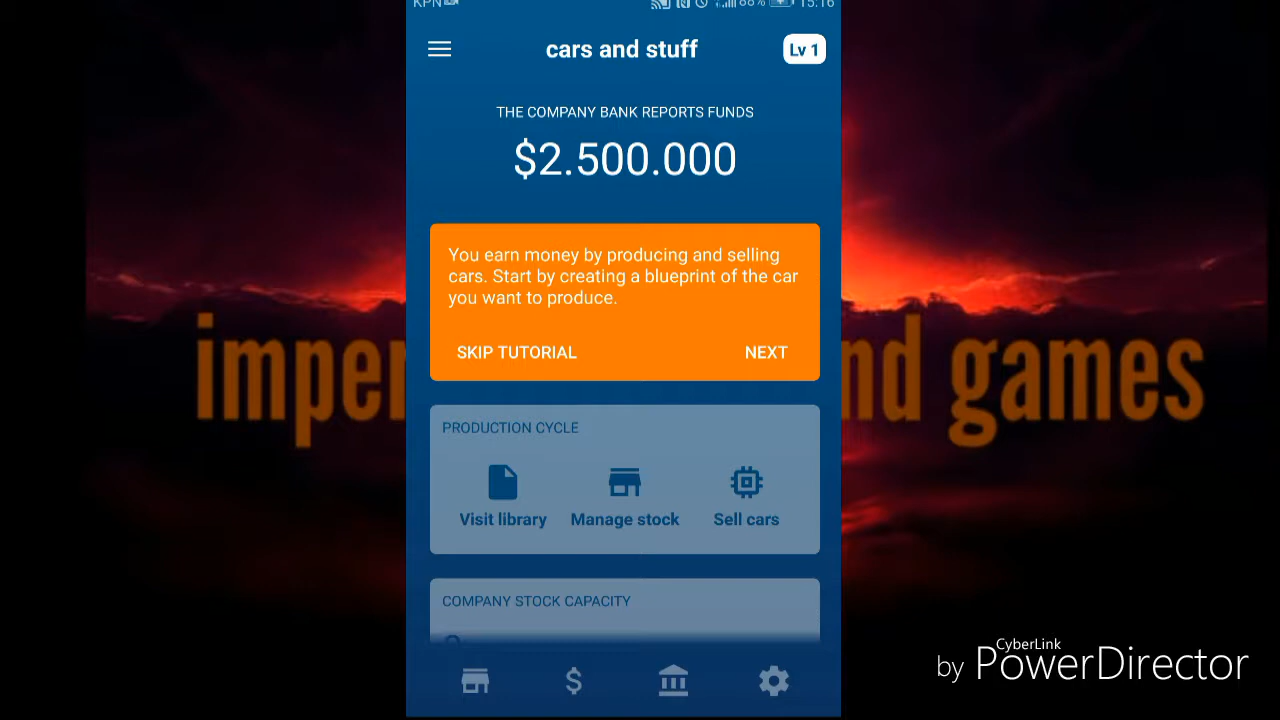 KPN 88% 15:16
cars and stuff
Lv 1
THE COMPANY BANK REPORTS FUNDS
$2.500.000
You earn money by producing and selling
cars. Start by creating a blueprint of the car
you want to produce.
SKIP TUTORIAL NEXT
imper nd games
PRODUCTION CYCLE
Visit library Manage stock Sell cars
COMPANY STOCK CAPACITY
CyberLink
by PowerDirector